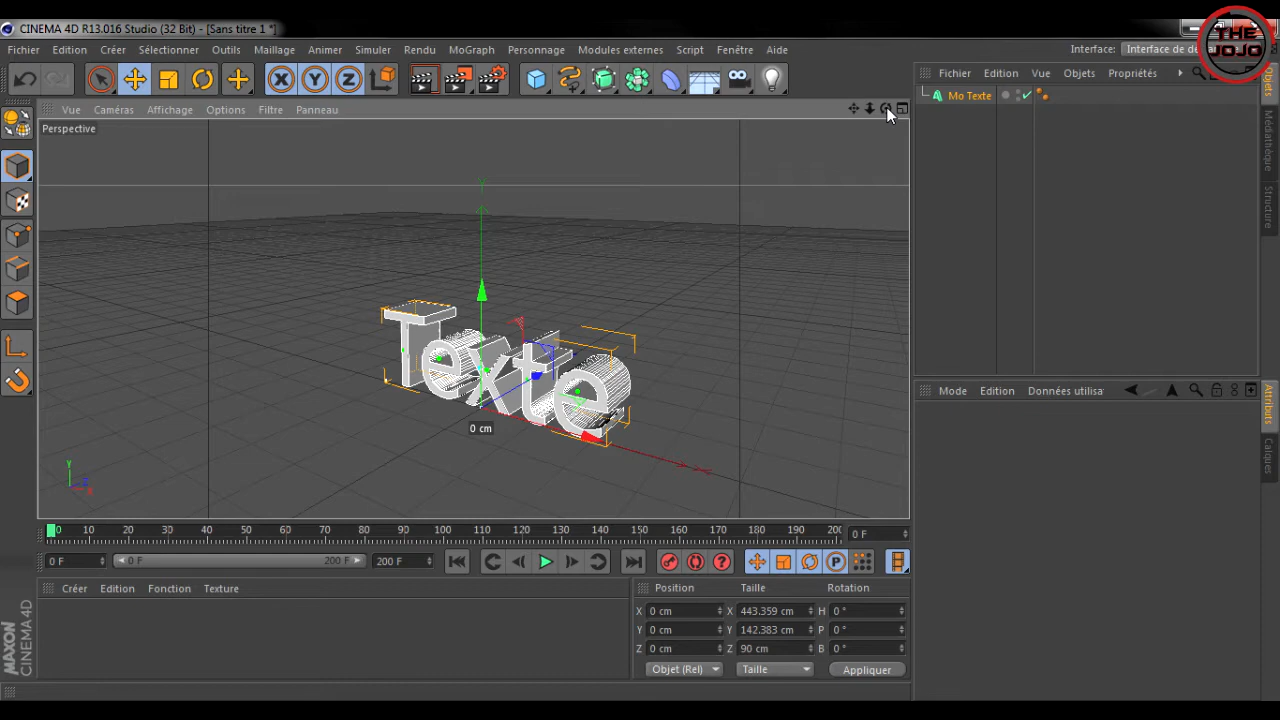 CINEMA 4D R13.016 Studio (32 Bit) - [Sans titre 1 *]
THE JOJO
Fichier Edition Créer Sélectionner Outils Maillage Animer Simuler Rendu MoGraph Personnage Modules externes Script Fenêtre Aide Interface:
X Y Z
Vue Caméras Affichage Options Filtre Panneau
Fichier Edition Vue Objets Propriétés
Mo Texte
Objets
Médiathèque
Structure
Perspective
Y
Texte
0 cm
X
Y
Z
X
Mode Edition Données utilisa:
Attributs
Calques
0 10 20 30 40 50 60 70 80 90 100 110 120 130 140 150 160 170 180 190 200 0 F
0 F 0 F 200 F 200 F P
Créer Edition Fonction Texture
Position Taille Rotation
X 0 cm X 443.359 cm H 0 °
Y 0 cm Y 142.383 cm P 0 °
Z 0 cm Z 90 cm B 0 °
Objet (Rel) Taille Appliquer
MAXON
CINEMA 4D